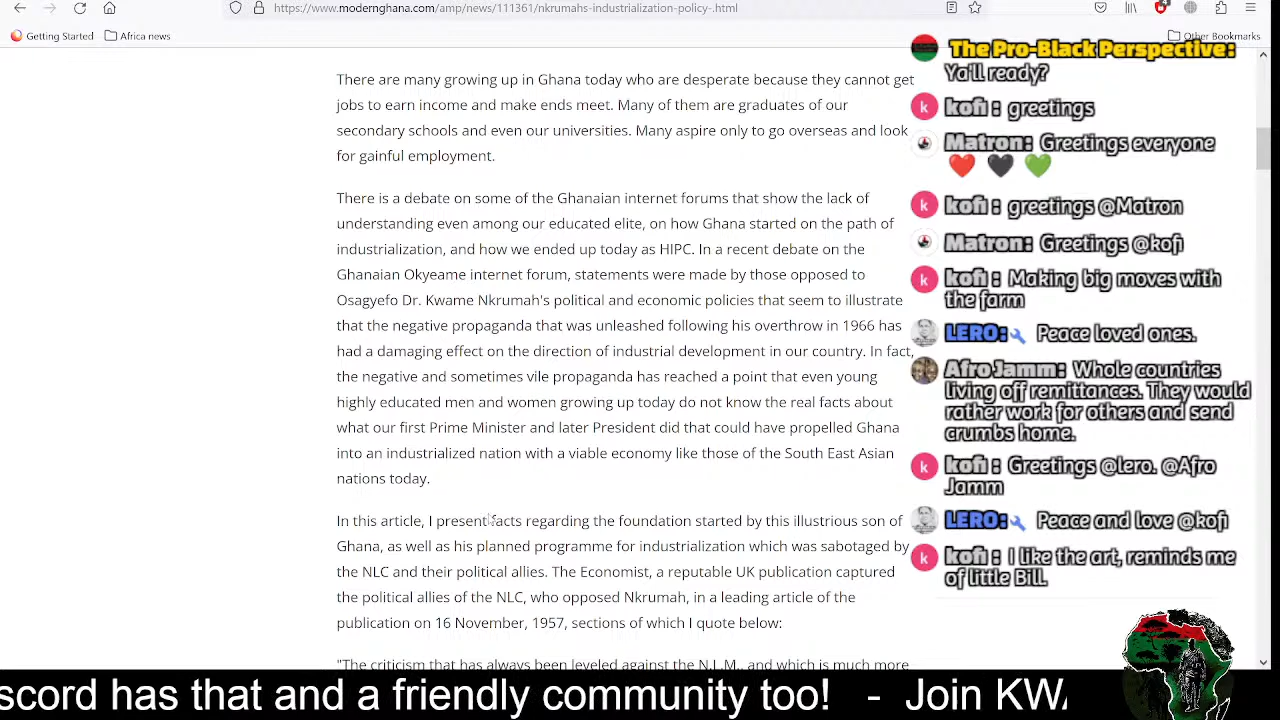 https://www.modernghana.com/amp/news/111361/nkrumahs-industrialization-policy-.html
Getting Started
Africa news
Other Bookmarks
There are many growing up in Ghana today who are desperate because they cannot get
jobs to earn income and make ends meet. Many of them are graduates of our
secondary schools and even our universities. Many aspire only to go overseas and look
for gainful employment.
There is a debate on some of the Ghanaian internet forums that show the lack of
understanding even among our educated elite, on how Ghana started on the path of
industrialization, and how we ended up today as HIPC. In a recent debate on the
Ghanaian Okyeame internet forum, statements were made by those opposed to
Osagyefo Dr. Kwame Nkrumah's political and economic policies that seem to illustrate
that the negative propaganda that was unleashed following his overthrow in 1966 has
had a damaging effect on the direction of industrial development in our country. In fact,
the negative and sometimes vile propaganda has reached a point that even young
highly educated men and women growing up today do not know the real facts about
what our first Prime Minister and later President did that could have propelled Ghana
into an industrialized nation with a viable economy like those of the South East Asian
nations today.
In this article, I present facts regarding the foundation started by this illustrious son of
Ghana, as well as his planned programme for industrialization which was sabotaged by
the NLC and their political allies. The Economist, a reputable UK publication captured
the political allies of the NLC, who opposed Nkrumah, in a leading article of the
publication on 16 November, 1957, sections of which I quote below:
"The criticism that has always been leveled against the N.L.M., and which is much more
The Pro-Black Perspective:
Ya'll ready?
k
kofi : greetings
Matron: Greetings everyone
❤️ 🖤 💚
k
kofi : greetings @Matron
Matron: Greetings @kofi
k
kofi : Making big moves with
the farm
LERO: Peace loved ones.
Afro Jamm: Whole countries
living off remittances. They would
rather work for others and send
crumbs home.
k
kofi : Greetings @lero. @Afro
Jamm
LERO: Peace and love @kofi
k
kofi : I like the art, reminds me
of little Bill.
scord has that and a friendly community too! - Join KWA